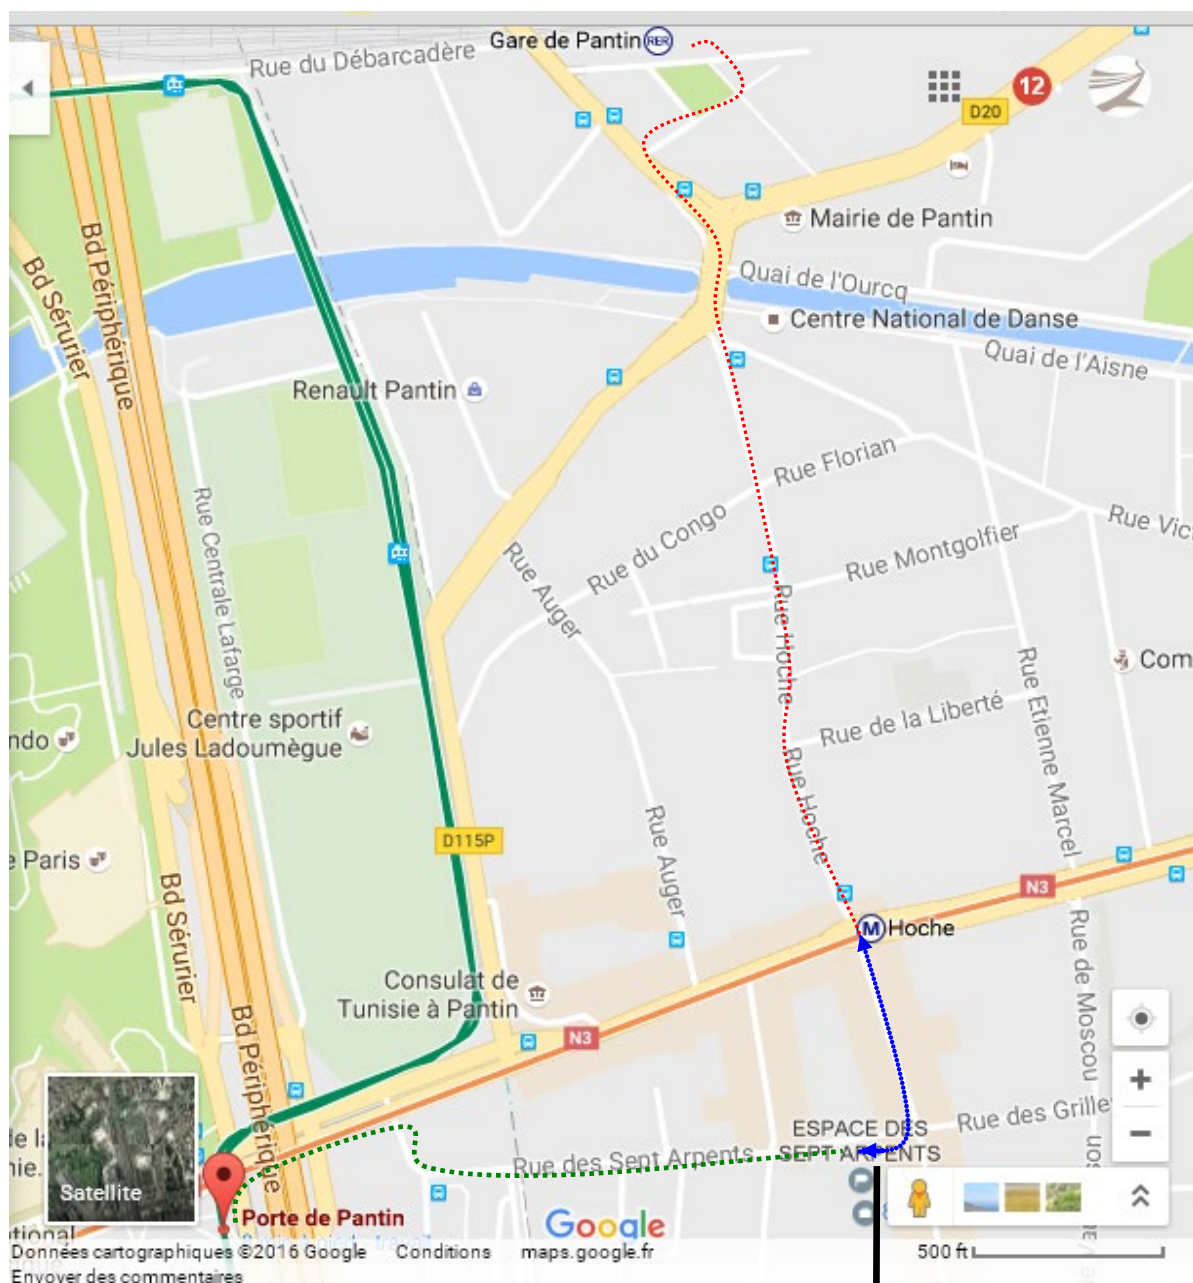 Gare de Pantin RER
Rue du Débarcadère
12
D20
Mairie de Pantin
Bd Périphérique
Bd Sérurier
Quai de l'Ourcq
Centre National de Danse
Quai de l'Aisne
Renault Pantin
Rue Florian
Rue Centrale Lafarge
Rue du Congo
Rue Montgolfier
Rue Vic
Rue Auger
Rue Hoche
Com
Rue Etienne Marcel
Centre sportif
Jules Ladoumègue
ndo
Rue de la Liberté
Rue Hoche
D115P
Rue Auger
e Paris
N3
Bd Sérurier
M Hoche
Rue de Moscou
Consulat de
Tunisie à Pantin
N3
Bd Périphérique
Rue des Grille
ESPACE DES
SEPT ARPENTS
Rue des Sept Arpents
Satellite
Porte de Pantin
Google
tional
Données cartographiques ©2016 Google Conditions maps.google.fr 500 ft
Envoyer des commentaires